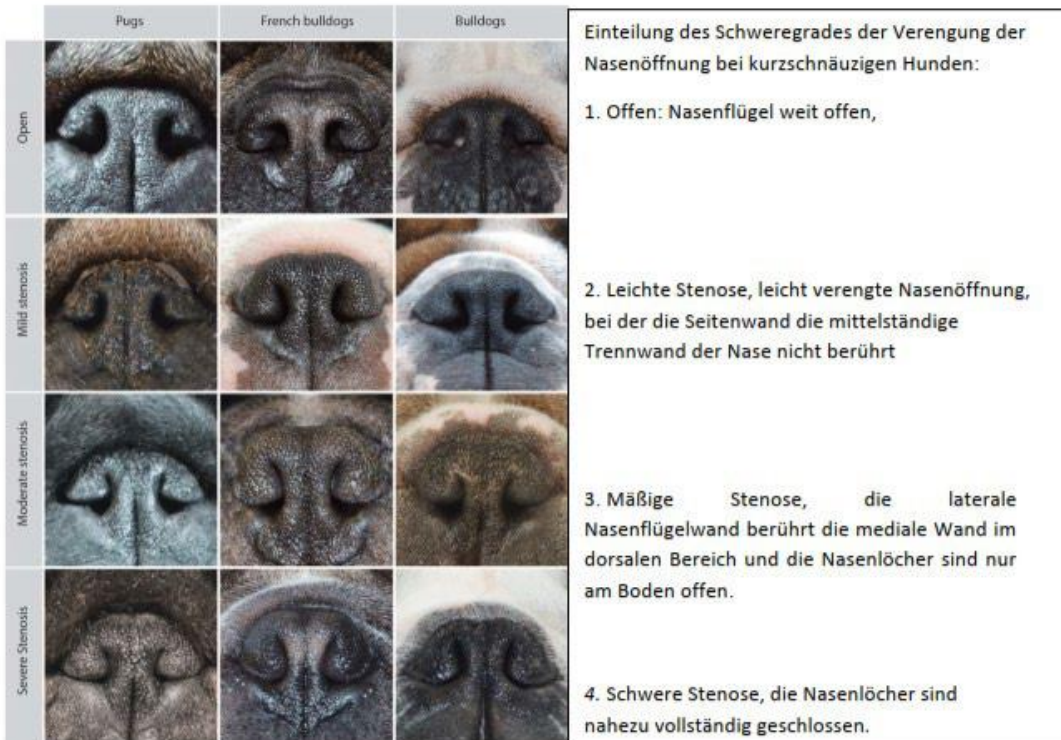 Pugs
French bulldogs
Bulldogs
Open
Mild stenosis
Moderate stenosis
Severe Stenosis
Einteilung des Schweregrades der Verengung der
Nasenöffnung bei kurzschnäuzigen Hunden:
1. Offen: Nasenflügel weit offen,
2. Leichte Stenose, leicht verengte Nasenöffnung,
bei der die Seitenwand die mittelständige
Trennwand der Nase nicht berührt
3. Mäßige Stenose, die laterale
Nasenflügelwand berührt die mediale Wand im
dorsalen Bereich und die Nasenlöcher sind nur
am Boden offen.
4. Schwere Stenose, die Nasenlöcher sind
nahezu vollständig geschlossen.